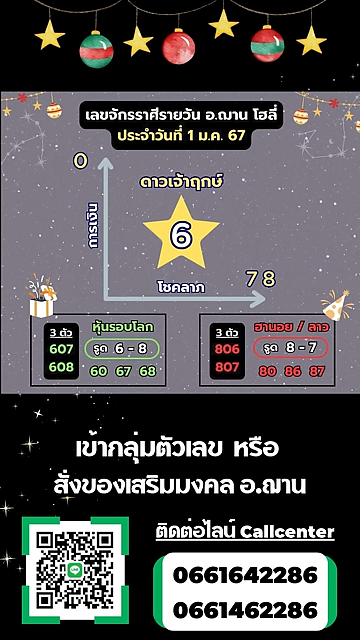 เลขจักรราศีรายวัน อ.ฌาน โฮลี่
ประจำวันที่ 1 ม.ค. 67
0
ดาวเจ้าฤกษ์
การเงิน
6
7 8
โชคลาภ
3 ตัว
607
608
หุ้นรอบโลก
รูด 6 - 8
60 67 68
3 ตัว
806
807
ฮานอย / ลาว
รูด 8 - 7
80 86 87
เข้ากลุ่มตัวเลข หรือ
สั่งของเสริมมงคล อ.ฌาน
ติดต่อไลน์ Callcenter
0661642286
0661462286
LINE